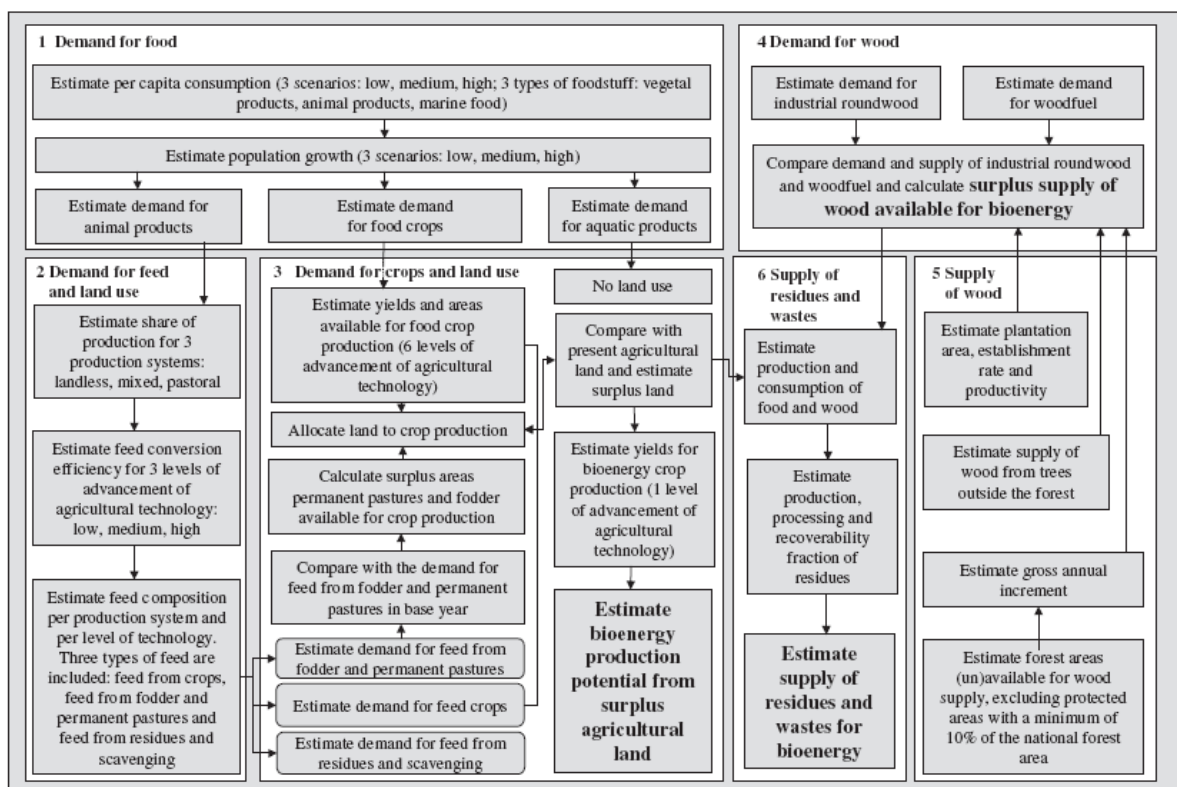 1 Demand for food
Estimate per capita consumption (3 scenarios: low, medium, high; 3 types of foodstuff: vegetal
products, animal products, marine food)
Estimate population growth (3 scenarios: low, medium, high)
Estimate demand for
animal products
Estimate demand
for food crops
Estimate demand
for aquatic products
4 Demand for wood
Estimate demand for
industrial roundwood
Estimate demand
for woodfuel
Compare demand and supply of industrial roundwood
and woodfuel and calculate surplus supply of
wood available for bioenergy
2 Demand for feed
and land use
Estimate share of
production for 3
production systems:
landless, mixed, pastoral
Estimate feed conversion
efficiency for 3 levels of
advancement of
agricultural technology:
low, medium, high
Estimate feed composition
per production system and
per level of technology.
Three types of feed are
included: feed from crops,
feed from fodder and
permanent pastures and
feed from residues and
scavenging
3 Demand for crops and land use
Estimate yields and areas
available for food crop
production (6 levels of
advancement of agricultural
technology)
Allocate land to crop production
Calculate surplus areas
permanent pastures and fodder
available for crop production
Compare with the demand for
feed from fodder and permanent
pastures in base year
Estimate demand for feed from
fodder and permanent pastures
Estimate demand for feed crops
Estimate demand for feed from
residues and scavenging
No land use
Compare with
present agricultural
land and estimate
surplus land
Estimate yields for
bioenergy crop
production (1 level
of advancement of
agricultural
technology)
Estimate
bioenergy
production
potential from
surplus
agricultural
land
6 Supply of
residues and
wastes
Estimate
production and
consumption of
food and wood
Estimate
production,
processing and
recoverability
fraction of
residues
Estimate
supply of
residues and
wastes for
bioenergy
5 Supply
of wood
Estimate plantation
area, establishment
rate and
productivity
Estimate supply of
wood from trees
outside the forest
Estimate gross annual
increment
Estimate forest areas
(un)available for wood
supply, excluding protected
areas with a minimum of
10% of the national forest
area